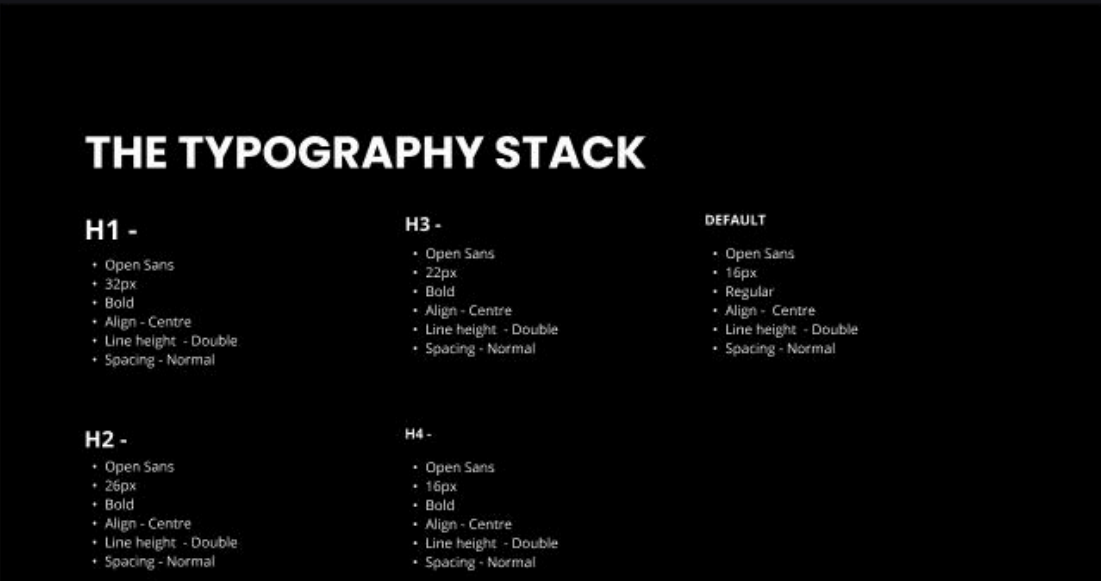 THE TYPOGRAPHY STACK
H1 -
• Open Sans
• 32px
• Bold
• Align - Centre
• Line height - Double
• Spacing - Normal
H2 -
• Open Sans
• 26px
• Bold
• Align - Centre
• Line height - Double
• Spacing - Normal
H3 -
• Open Sans
• 22px
• Bold
• Align - Centre
• Line height - Double
• Spacing - Normal
H4 -
• Open Sans
• 16px
• Bold
• Align - Centre
• Line height - Double
• Spacing - Normal
DEFAULT
• Open Sans
• 16px
• Regular
• Align - Centre
• Line height - Double
• Spacing - Normal